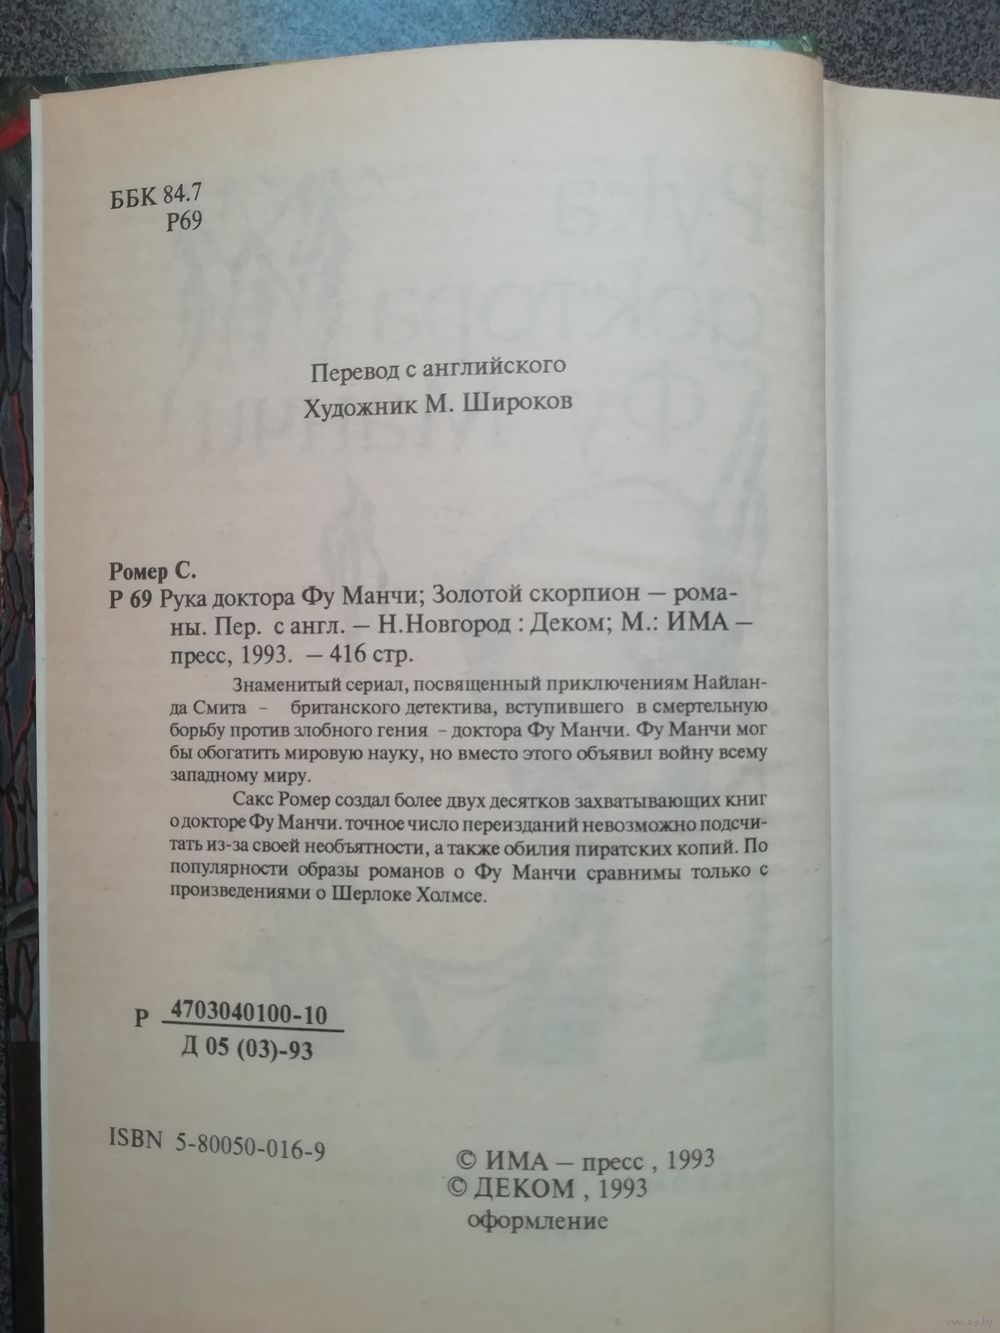 ББК 84.7
Р69
Перевод с английского
Художник М. Широков
Ромер С.
Р 69 Рука доктора Фу Манчи; Золотой скорпион — рома-
ны. Пер. с англ. — Н.Новгород : Деком; М.: ИМА —
пресс, 1993. — 416 стр.
Знаменитый сериал, посвященный приключениям Найлан-
да Смита – британского детектива, вступившего в смертельную
борьбу против злобного гения – доктора Фу Манчи. Фу Манчи мог
бы обогатить мировую науку, но вместо этого объявил войну всему
западному миру.
Сакс Ромер создал более двух десятков захватывающих книг
о докторе Фу Манчи. точное число переизданий невозможно подсчи-
тать из-за своей необъятности, а также обилия пиратских копий. По
популярности образы романов о Фу Манчи сравнимы только с
произведениями о Шерлоке Холмсе.
Р 4703040100-10
Д 05 (03)-93
ISBN 5-80050-016-9
© ИМА — пресс , 1993
© ДЕКОМ , 1993
оформление
www.ay.by